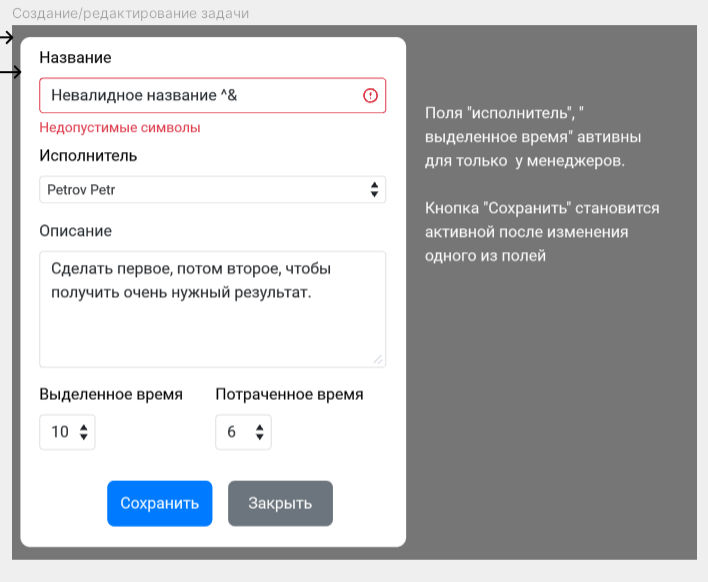 Создание/редактирование задачи
Название
Невалидное название ^&
Недопустимые символы
Исполнитель
Petrov Petr
Описание
Сделать первое, потом второе, чтобы
получить очень нужный результат.
Выделенное время
Потраченное время
10
6
Сохранить
Закрыть
Поля "исполнитель", "
выделенное время" автивны
для только у менеджеров.
Кнопка "Сохранить" становится
активной после изменения
одного из полей